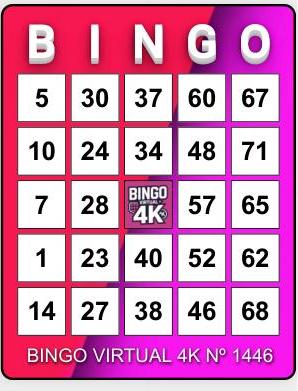 B I N G O
5 30 37 60 67
10 24 34 48 71
7 28 BINGO VIRTUAL 4K 57 65
1 23 40 52 62
14 27 38 46 68
BINGO VIRTUAL 4K Nº 1446